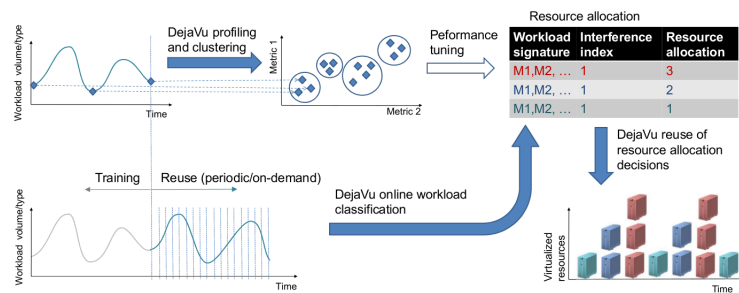 Resource allocation
DejaVu profiling
and clustering
Peformance
tuning
Workload volume/type
Time
Metric 1
Metric 2
Workload signature
Interference index
Resource allocation
M1,M2, … 1 3
M1,M2, … 1 2
M1,M2, … 1 1
DejaVu reuse of
resource allocation
decisions
Training
Reuse (periodic/on-demand)
DejaVu online workload
classification
Workload volume/type
Time
Virtualized
resources
Time